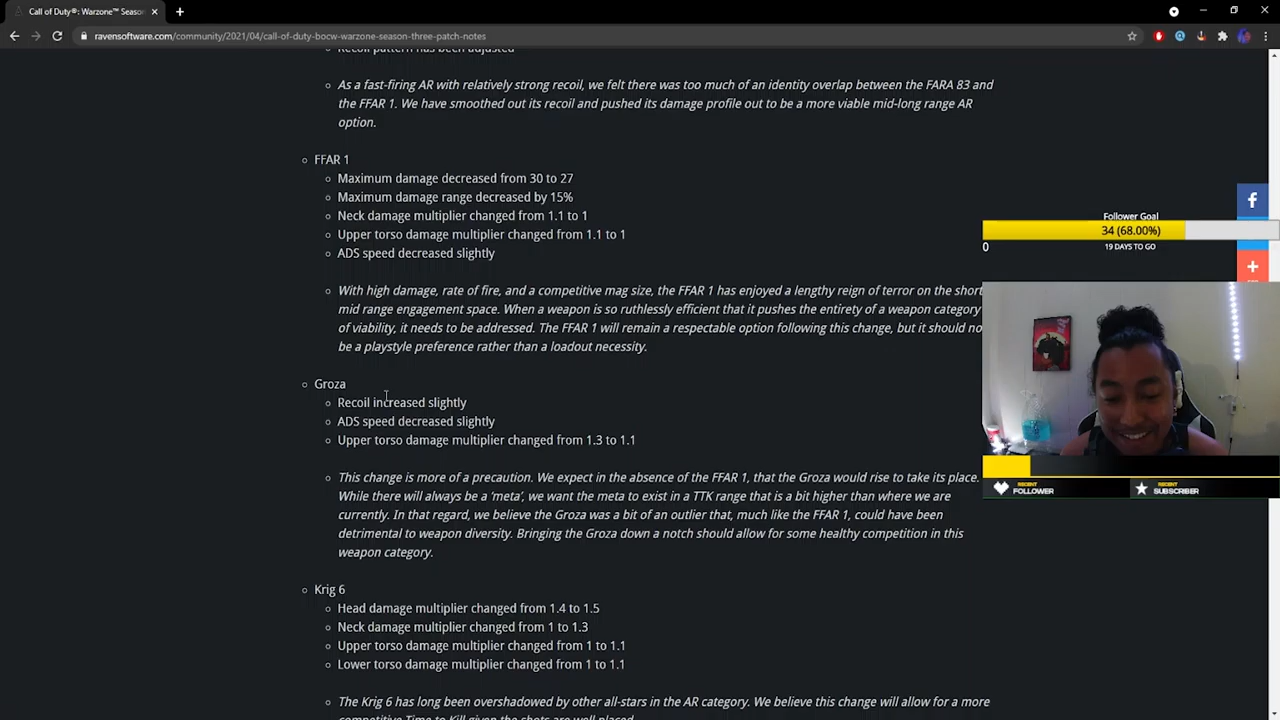 Call of Duty®: Warzone™ Seaso
ravensoftware.com/community/2021/04/call-of-duty-bocw-warzone-season-three-patch-notes
Recoil pattern has been adjusted
As a fast-firing AR with relatively strong recoil, we felt there was too much of an identity overlap between the FARA 83 and
the FFAR 1. We have smoothed out its recoil and pushed its damage profile out to be a more viable mid-long range AR
option.
FFAR 1
Maximum damage decreased from 30 to 27
Maximum damage range decreased by 15%
Neck damage multiplier changed from 1.1 to 1
Upper torso damage multiplier changed from 1.1 to 1
ADS speed decreased slightly
With high damage, rate of fire, and a competitive mag size, the FFAR 1 has enjoyed a lengthy reign of terror on the short
mid range engagement space. When a weapon is so ruthlessly efficient that it pushes the entirety of a weapon category
of viability, it needs to be addressed. The FFAR 1 will remain a respectable option following this change, but it should no
be a playstyle preference rather than a loadout necessity.
Groza
Recoil increased slightly
ADS speed decreased slightly
Upper torso damage multiplier changed from 1.3 to 1.1
This change is more of a precaution. We expect in the absence of the FFAR 1, that the Groza would rise to take its place.
While there will always be a ‘meta’, we want the meta to exist in a TTK range that is a bit higher than where we are
currently. In that regard, we believe the Groza was a bit of an outlier that, much like the FFAR 1, could have been
detrimental to weapon diversity. Bringing the Groza down a notch should allow for some healthy competition in this
weapon category.
Krig 6
Head damage multiplier changed from 1.4 to 1.5
Neck damage multiplier changed from 1 to 1.3
Upper torso damage multiplier changed from 1 to 1.1
Lower torso damage multiplier changed from 1 to 1.1
The Krig 6 has long been overshadowed by other all-stars in the AR category. We believe this change will allow for a more
competitive Time to Kill given the shots are well placed.
Follower Goal
34 (68.00%)
0
19 DAYS TO GO
RECENT
FOLLOWER
RECENT
SUBSCRIBER